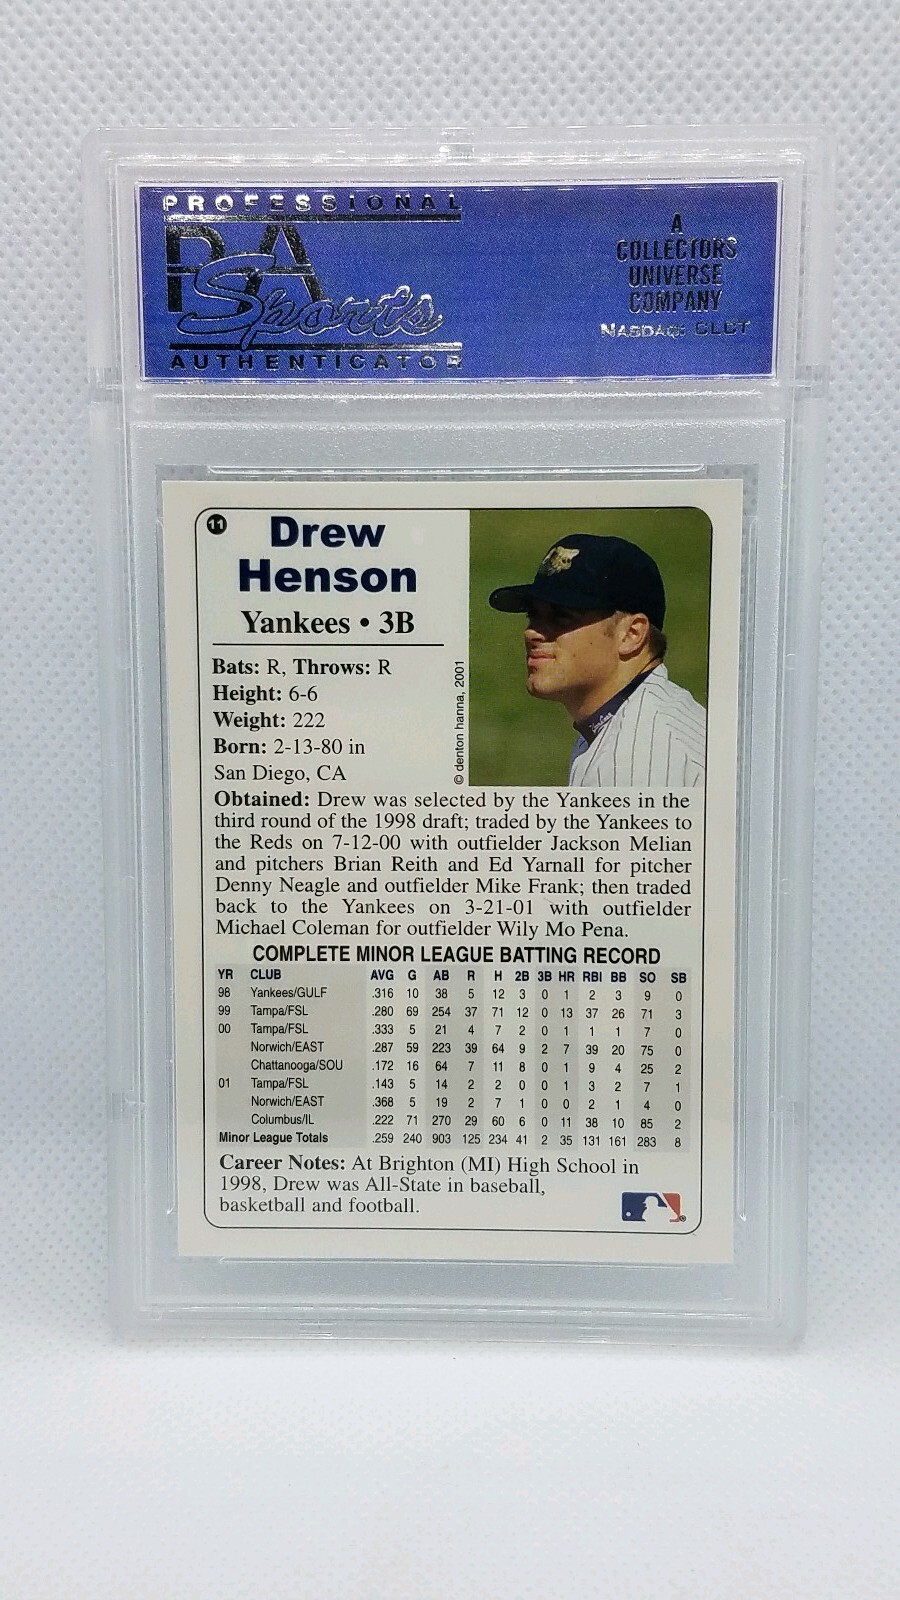 PROFESSIONAL
PSA
Sports
AUTHENTICATOR
A
COLLECTORS
UNIVERSE
COMPANY
NASDAQ: CLCT
11
Drew
Henson
Yankees • 3B
Bats: R, Throws: R
Height: 6-6
Weight: 222
Born: 2-13-80 in
San Diego, CA
© denton hanna, 2001
Obtained: Drew was selected by the Yankees in the
third round of the 1998 draft; traded by the Yankees to
the Reds on 7-12-00 with outfielder Jackson Melian
and pitchers Brian Reith and Ed Yarnall for pitcher
Denny Neagle and outfielder Mike Frank; then traded
back to the Yankees on 3-21-01 with outfielder
Michael Coleman for outfielder Wily Mo Pena.
COMPLETE MINOR LEAGUE BATTING RECORD
YR CLUB AVG G AB R H 2B 3B HR RBI BB SO SB
98 Yankees/GULF .316 10 38 5 12 3 0 1 2 3 9 0
99 Tampa/FSL .280 69 254 37 71 12 0 13 37 26 71 3
00 Tampa/FSL .333 5 21 4 7 2 0 1 1 1 7 0
Norwich/EAST .287 59 223 39 64 9 2 7 39 20 75 0
Chattanooga/SOU .172 16 64 7 11 8 0 1 9 4 25 2
01 Tampa/FSL .143 5 14 2 2 0 0 1 3 2 7 1
Norwich/EAST .368 5 19 2 7 1 0 0 2 1 4 0
Columbus/IL .222 71 270 29 60 6 0 11 38 10 85 2
Minor League Totals .259 240 903 125 234 41 2 35 131 161 283 8
Career Notes: At Brighton (MI) High School in
1998, Drew was All-State in baseball,
basketball and football.